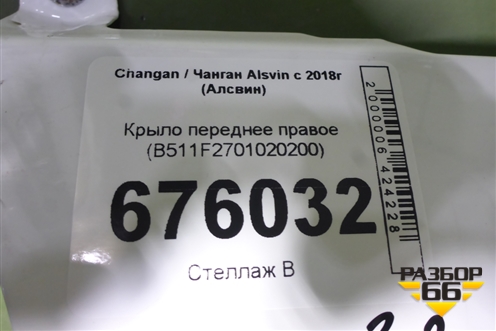 Changan / Чанган Alsvin с 2018г
(Алсвин)
Крыло переднее правое
(B511F2701020200)
676032
Стеллаж В
2000006424228
РАЗБОР
66